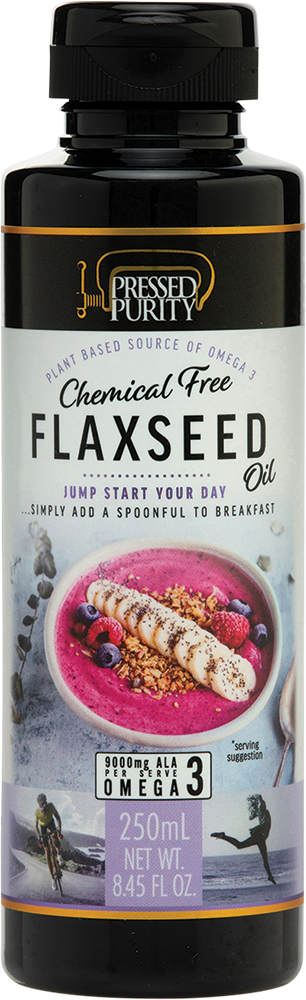 PRESSED
PURITY
PLANT BASED SOURCE OF OMEGA 3
Chemical Free
FLAXSEED
Oil
JUMP START YOUR DAY
...SIMPLY ADD A SPOONFUL TO BREAKFAST
*serving
suggestion
9000mg ALA
PER SERVE
OMEGA 3
250mL
NET WT.
8.45 FL OZ.